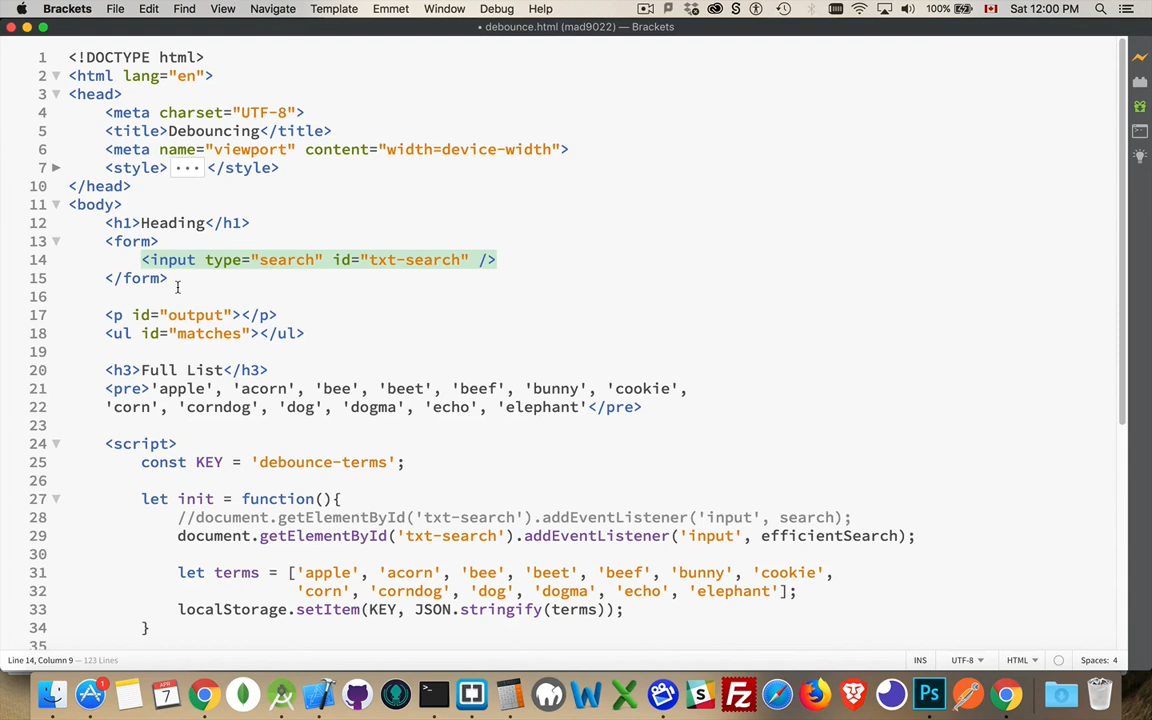 Brackets File Edit Find View Navigate Template Emmet Window Debug Help 100% Sat 12:00 PM
• debounce.html (mad9022) — Brackets
1 <!DOCTYPE html>
2 <html lang="en">
3 <head>
4 <meta charset="UTF-8">
5 <title>Debouncing</title>
6 <meta name="viewport" content="width=device-width">
7 <style>...</style>
10 </head>
11 <body>
12 <h1>Heading</h1>
13 <form>
14 <input type="search" id="txt-search" />
15 </form>
16
17 <p id="output"></p>
18 <ul id="matches"></ul>
19
20 <h3>Full List</h3>
21 <pre>'apple', 'acorn', 'bee', 'beet', 'beef', 'bunny', 'cookie',
22 'corn', 'corndog', 'dog', 'dogma', 'echo', 'elephant'</pre>
23
24 <script>
25 const KEY = 'debounce-terms';
26
27 let init = function(){
28 //document.getElementById('txt-search').addEventListener('input', search);
29 document.getElementById('txt-search').addEventListener('input', efficientSearch);
30
31 let terms = ['apple', 'acorn', 'bee', 'beet', 'beef', 'bunny', 'cookie',
32 'corn', 'corndog', 'dog', 'dogma', 'echo', 'elephant'];
33 localStorage.setItem(KEY, JSON.stringify(terms));
34 }
35
Line 14, Column 9 — 123 Lines INS UTF-8 HTML Spaces: 4